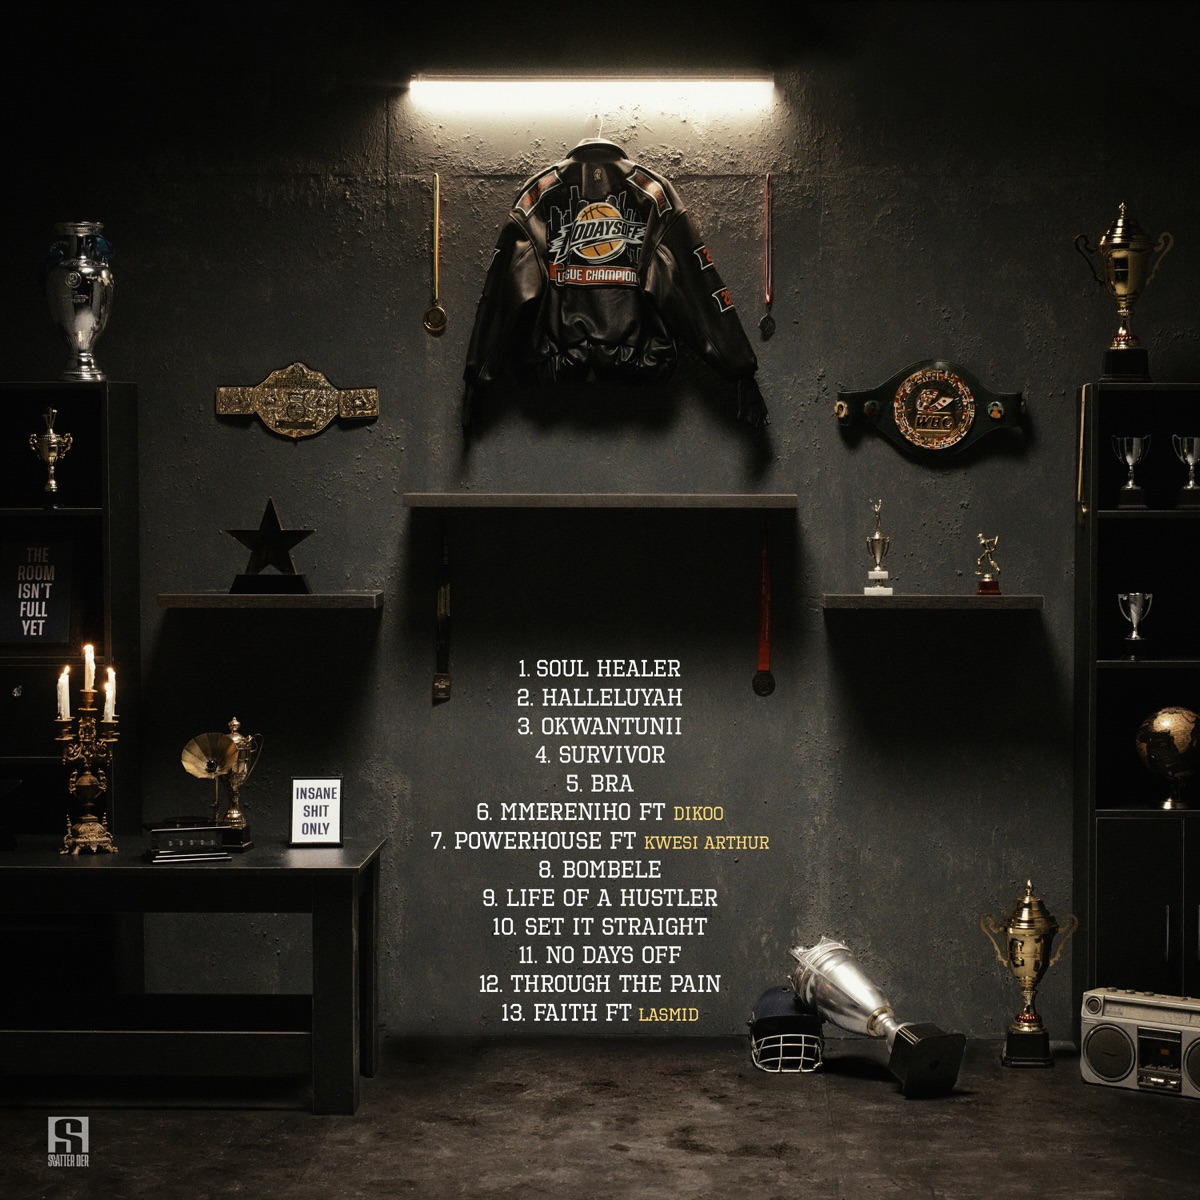 NODAYSOFF
LEAGUE CHAMPION
WBC
THE
ROOM
ISN'T
FULL
YET
INSANE
SHIT
ONLY
1. SOUL HEALER
2. HALLELUYAH
3. OKWANTUNII
4. SURVIVOR
5. BRA
6. MMERENIHO FT DIKOO
7. POWERHOUSE FT KWESI ARTHUR
8. BOMBELE
9. LIFE OF A HUSTLER
10. SET IT STRAIGHT
11. NO DAYS OFF
12. THROUGH THE PAIN
13. FAITH FT LASMID